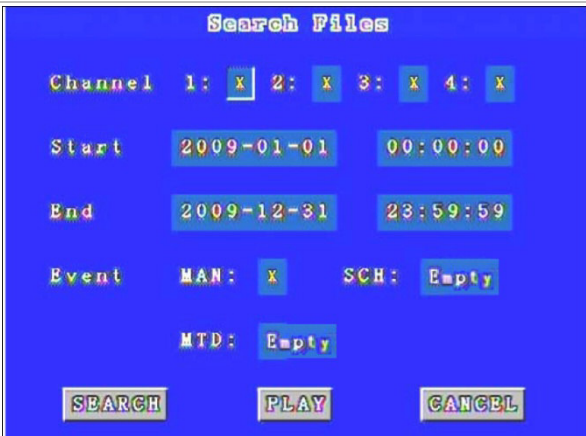 Search Files
Channel 1: X 2: X 3: X 4: X
Start 2009-01-01 00:00:00
End 2009-12-31 23:59:59
Event MAN: X SCH: Empty
MTD: Empty
SEARCH PLAY CANCEL